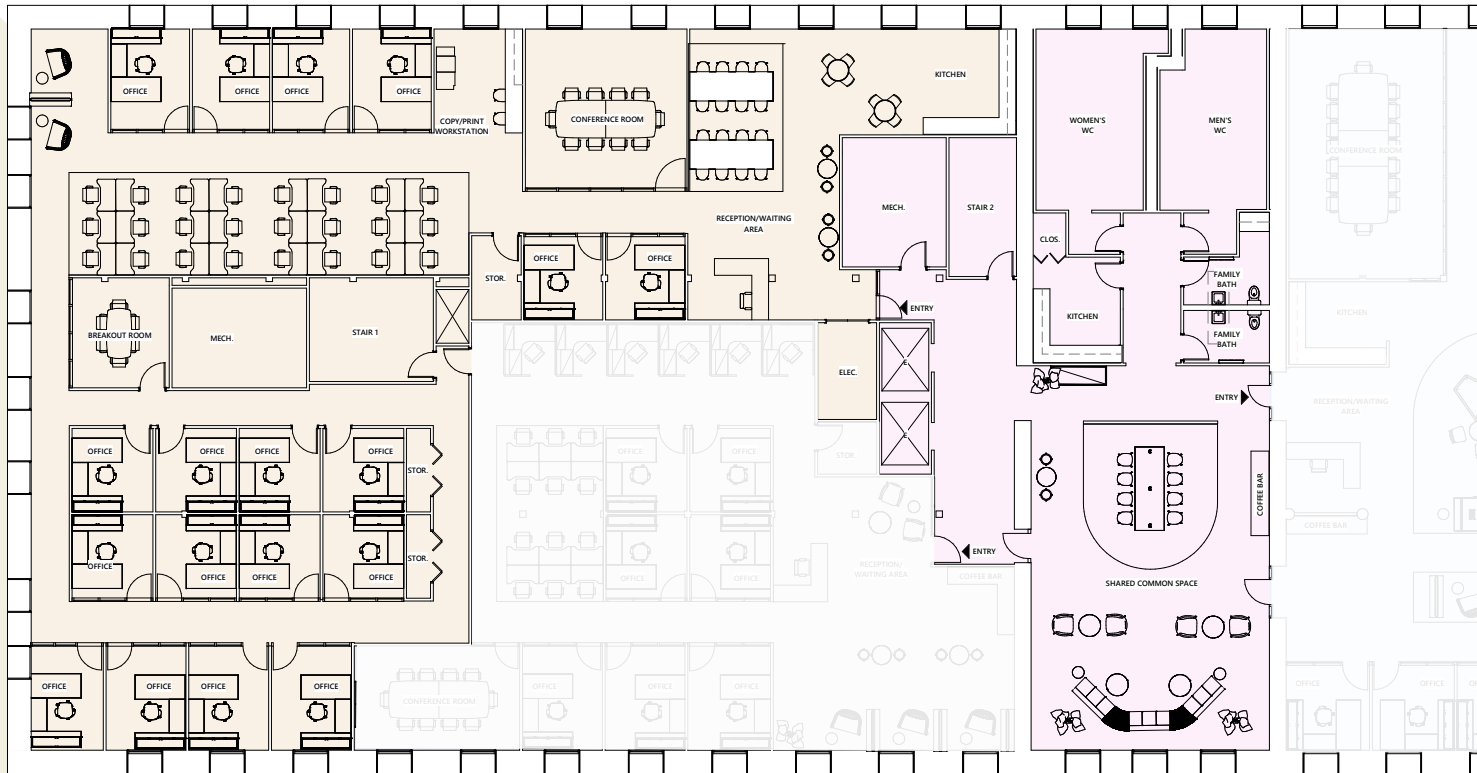 OFFICE
OFFICE
OFFICE
OFFICE
COPY/PRINT
WORKSTATION
CONFERENCE ROOM
KITCHEN
WOMEN'S
WC
MEN'S
WC
CONFERENCE ROOM
MECH.
STAIR 2
RECEPTION/WAITING
AREA
CLOS.
STOR.
OFFICE
OFFICE
FAMILY
BATH
ENTRY
KITCHEN
KITCHEN
BREAKOUT ROOM
MECH.
STAIR 1
FAMILY
BATH
E.
ELEC.
ENTRY
RECEPTION/WAITING
AREA
E.
OFFICE
OFFICE
OFFICE
OFFICE
STOR.
OFFICE
OFFICE
STOR.
COFFEE BAR
COFFEE BAR
OFFICE
OFFICE
OFFICE
OFFICE
STOR.
OFFICE
OFFICE
RECEPTION/
WAITING AREA
ENTRY
COFFEE BAR
SHARED COMMON SPACE
OFFICE
OFFICE
OFFICE
OFFICE
CONFERENCE ROOM
OFFICE
OFFICE
OFFICE
OFFICE